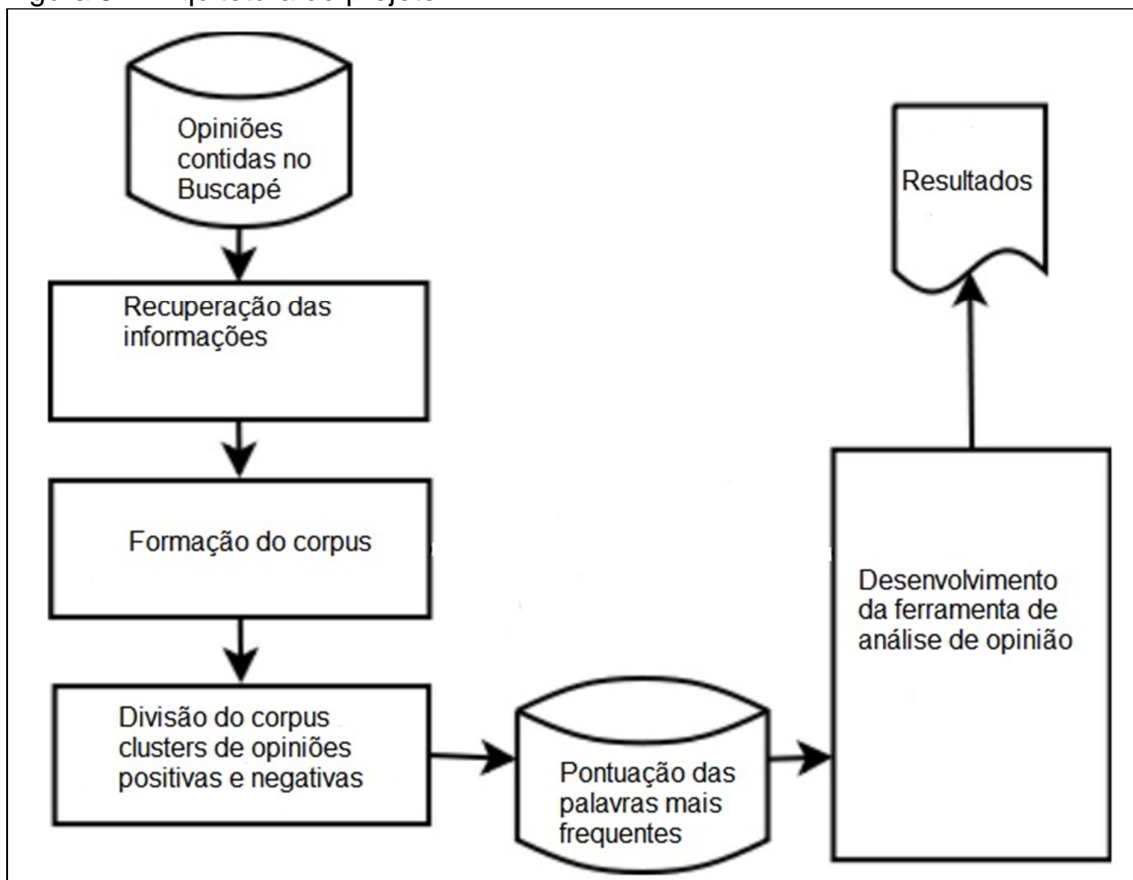 Opiniões
contidas no
Buscapé
Recuperação das
informações
Formação do corpus
Divisão do corpus
clusters de opiniões
positivas e negativas
Pontuação das
palavras mais
frequentes
Desenvolvimento
da ferramenta de
análise de opinião
Resultados